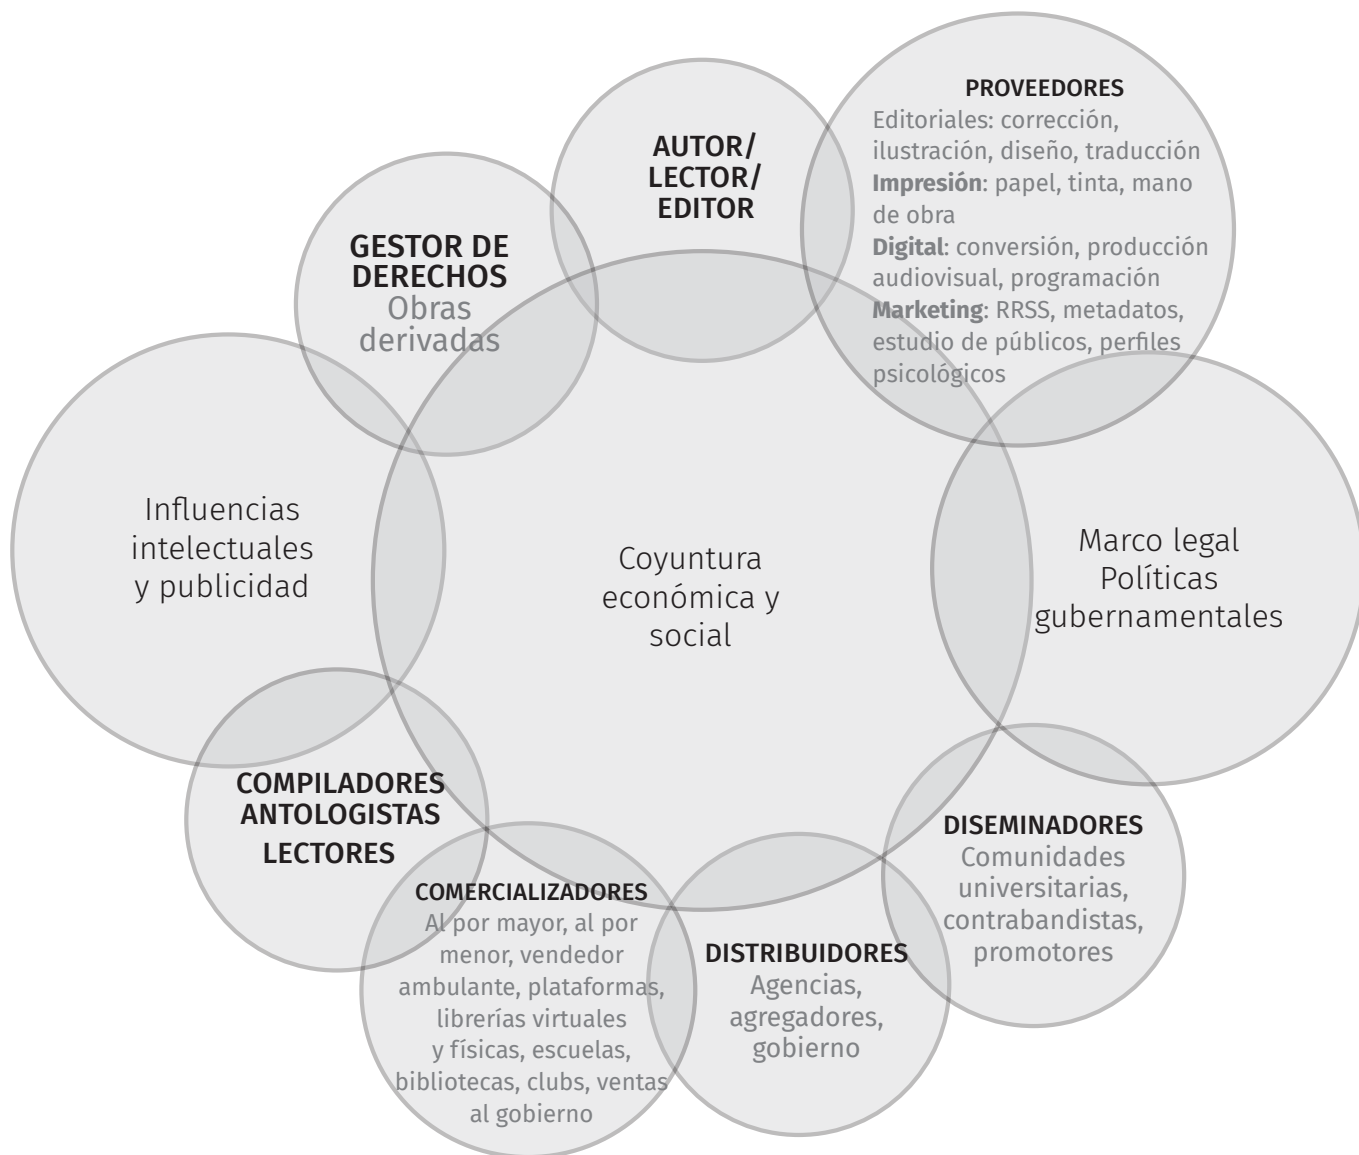 AUTOR/
LECTOR/
EDITOR
PROVEEDORES
Editoriales: corrección,
ilustración, diseño, traducción
Impresión: papel, tinta, mano
de obra
Digital: conversión, producción
audiovisual, programación
Marketing: RRSS, metadatos,
estudio de públicos, perfiles
psicológicos
GESTOR DE
DERECHOS
Obras
derivadas
Influencias
intelectuales
y publicidad
Coyuntura
económica y
social
Marco legal
Políticas
gubernamentales
COMPILADORES
ANTOLOGISTAS
LECTORES
COMERCIALIZADORES
Al por mayor, al por
menor, vendedor
ambulante, plataformas,
librerías virtuales
y físicas, escuelas,
bibliotecas, clubs, ventas
al gobierno
DISTRIBUIDORES
Agencias,
agregadores,
gobierno
DISEMINADORES
Comunidades
universitarias,
contrabandistas,
promotores